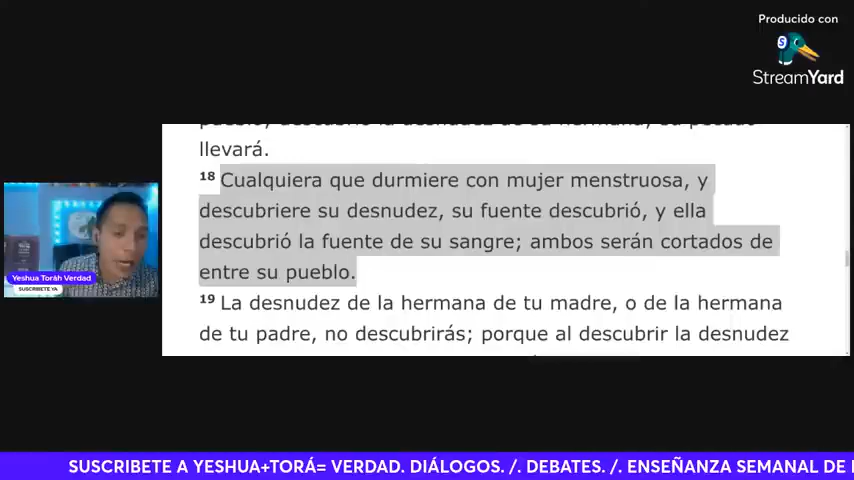 Producido con
StreamYard
llevará.
18 Cualquiera que durmiere con mujer menstruosa, y
descubriere su desnudez, su fuente descubrió, y ella
descubrió la fuente de su sangre; ambos serán cortados de
entre su pueblo.
19 La desnudez de la hermana de tu madre, o de la hermana
de tu padre, no descubrirás; porque al descubrir la desnudez
Yeshua Toráh Verdad
SUSCRIBETE YA
SUSCRIBETE A YESHUA+TORÁ= VERDAD. DIÁLOGOS. /. DEBATES. /. ENSEÑANZA SEMANAL DE